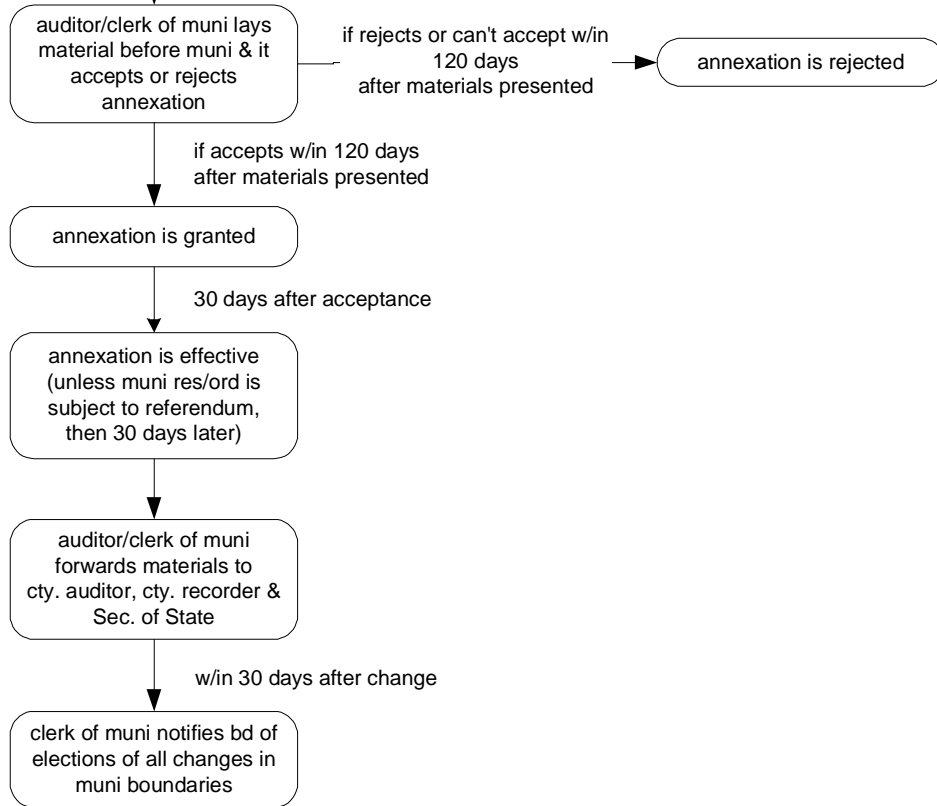 auditor/clerk of muni lays
material before muni & it
accepts or rejects
annexation
if rejects or can't accept w/in
120 days
after materials presented
annexation is rejected
if accepts w/in 120 days
after materials presented
annexation is granted
30 days after acceptance
annexation is effective
(unless muni res/ord is
subject to referendum,
then 30 days later)
auditor/clerk of muni
forwards materials to
cty. auditor, cty. recorder &
Sec. of State
w/in 30 days after change
clerk of muni notifies bd of
elections of all changes in
muni boundaries